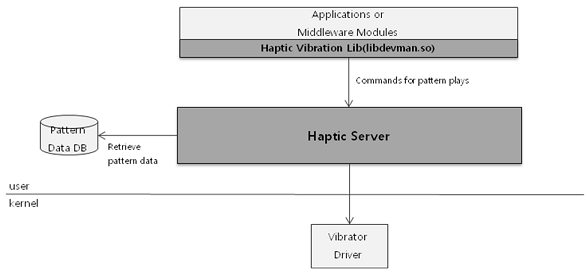 Applications or
Middleware Modules
Haptic Vibration Lib(libdevman.so)
Commands for pattern plays
Haptic Server
Pattern
Data DB
Retrieve
pattern data
user
kernel
Vibrator
Driver